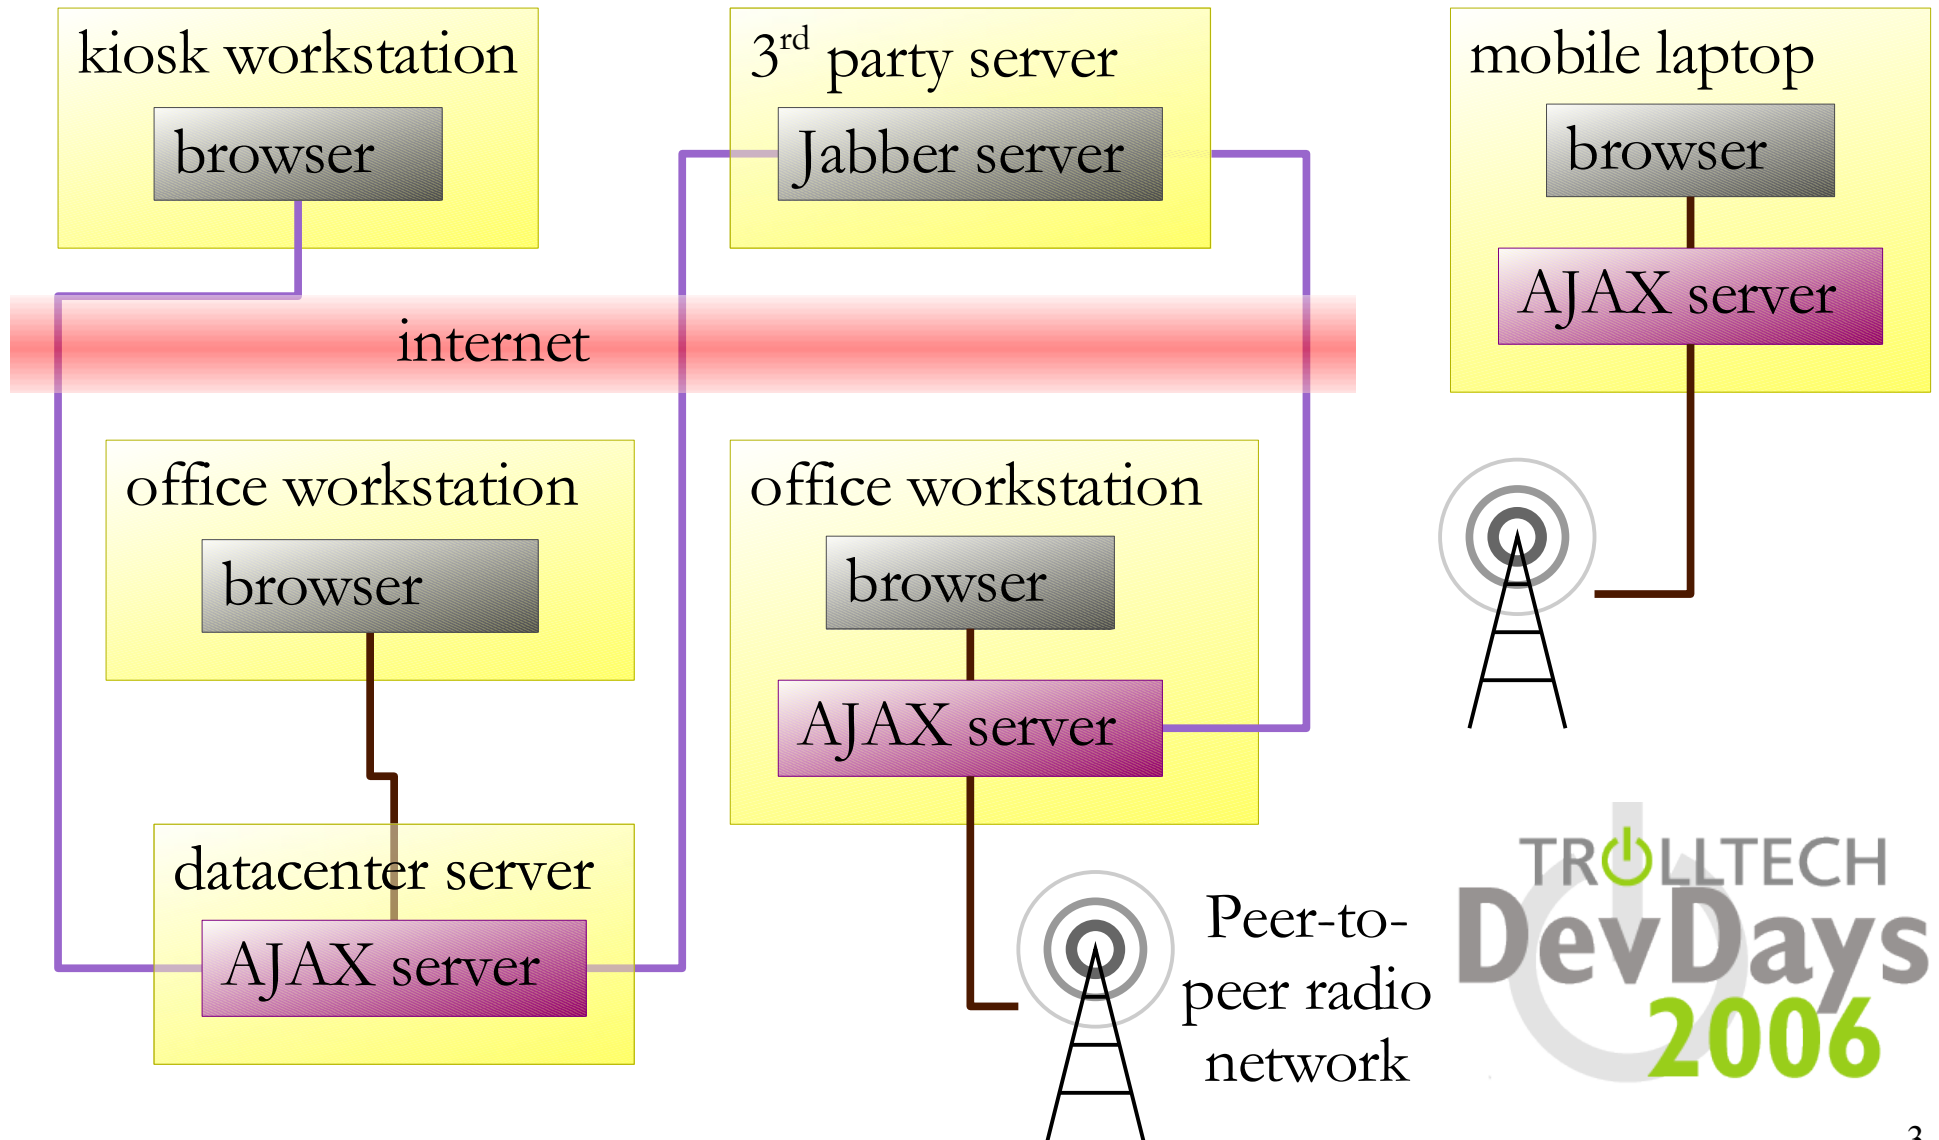 kiosk workstation
browser
3rd party server
Jabber server
mobile laptop
browser
AJAX server
internet
office workstation
browser
office workstation
browser
AJAX server
datacenter server
AJAX server
Peer-to-
peer radio
network
TROLLTECH
DevDays
2006
3